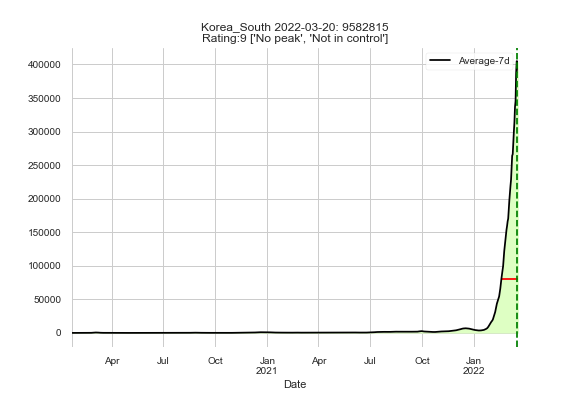 Korea_South 2022-03-20: 9582815
Rating:9 ['No peak', 'Not in control']
Average-7d
400000
350000
300000
250000
200000
150000
100000
50000
0
Apr Jul Oct Jan Apr Jul Oct Jan
2021 2022
Date